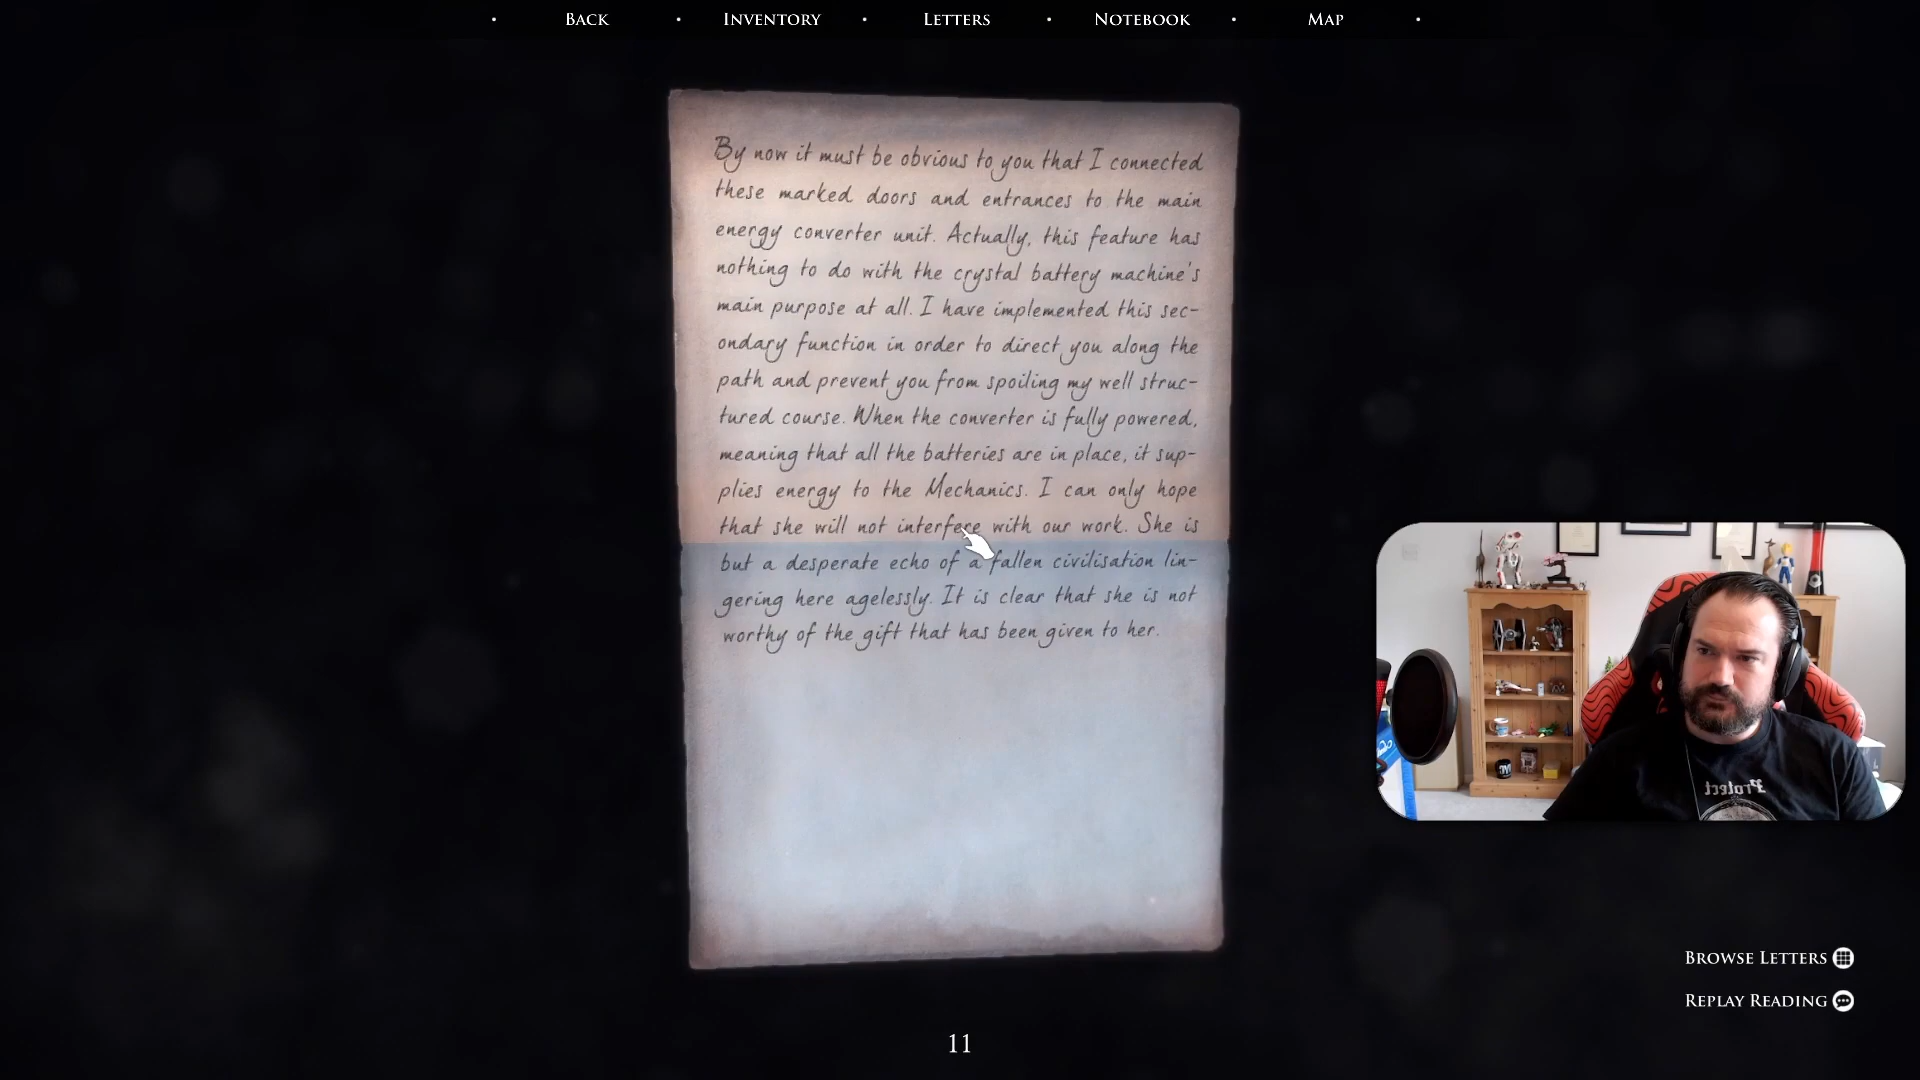 Back
Inventory
Letters
Notebook
Map
By now it must be obvious to you that I connected
these marked doors and entrances to the main
energy converter unit. Actually, this feature has
nothing to do with the crystal battery machine's
main purpose at all. I have implemented this sec-
ondary function in order to direct you along the
path and prevent you from spoiling my well struc-
tured course. When the converter is fully powered,
meaning that all the batteries are in place, it sup-
plies energy to the Mechanics. I can only hope
that she will not interfere with our work. She is
but a desperate echo of a fallen civilisation lin-
gering here agelessly. It is clear that she is not
worthy of the gift that has been given to her.
Protect
Browse Letters
Replay Reading
11